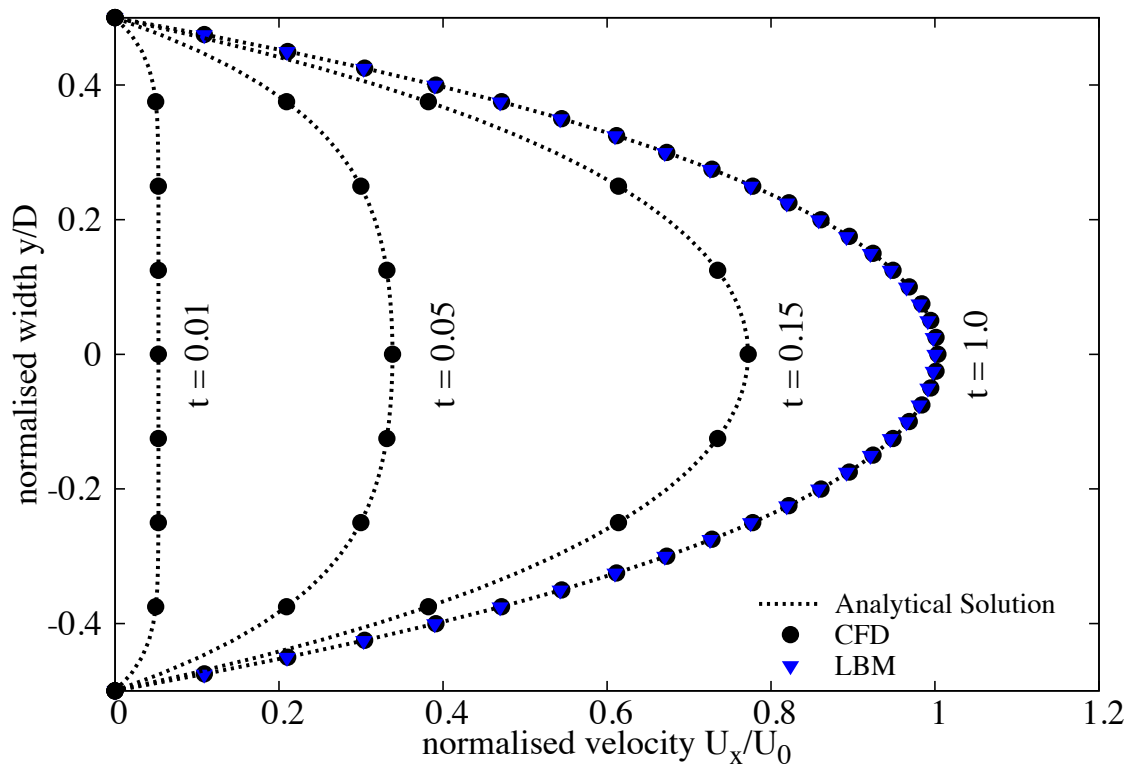 0.4
0.2
0
-0.2
-0.4
normalised width y/D
t = 0.01
t = 0.05
t = 0.15
t = 1.0
Analytical Solution
CFD
LBM
0
0.2
0.4
0.6
0.8
1
1.2
normalised velocity Uₓ/U₀